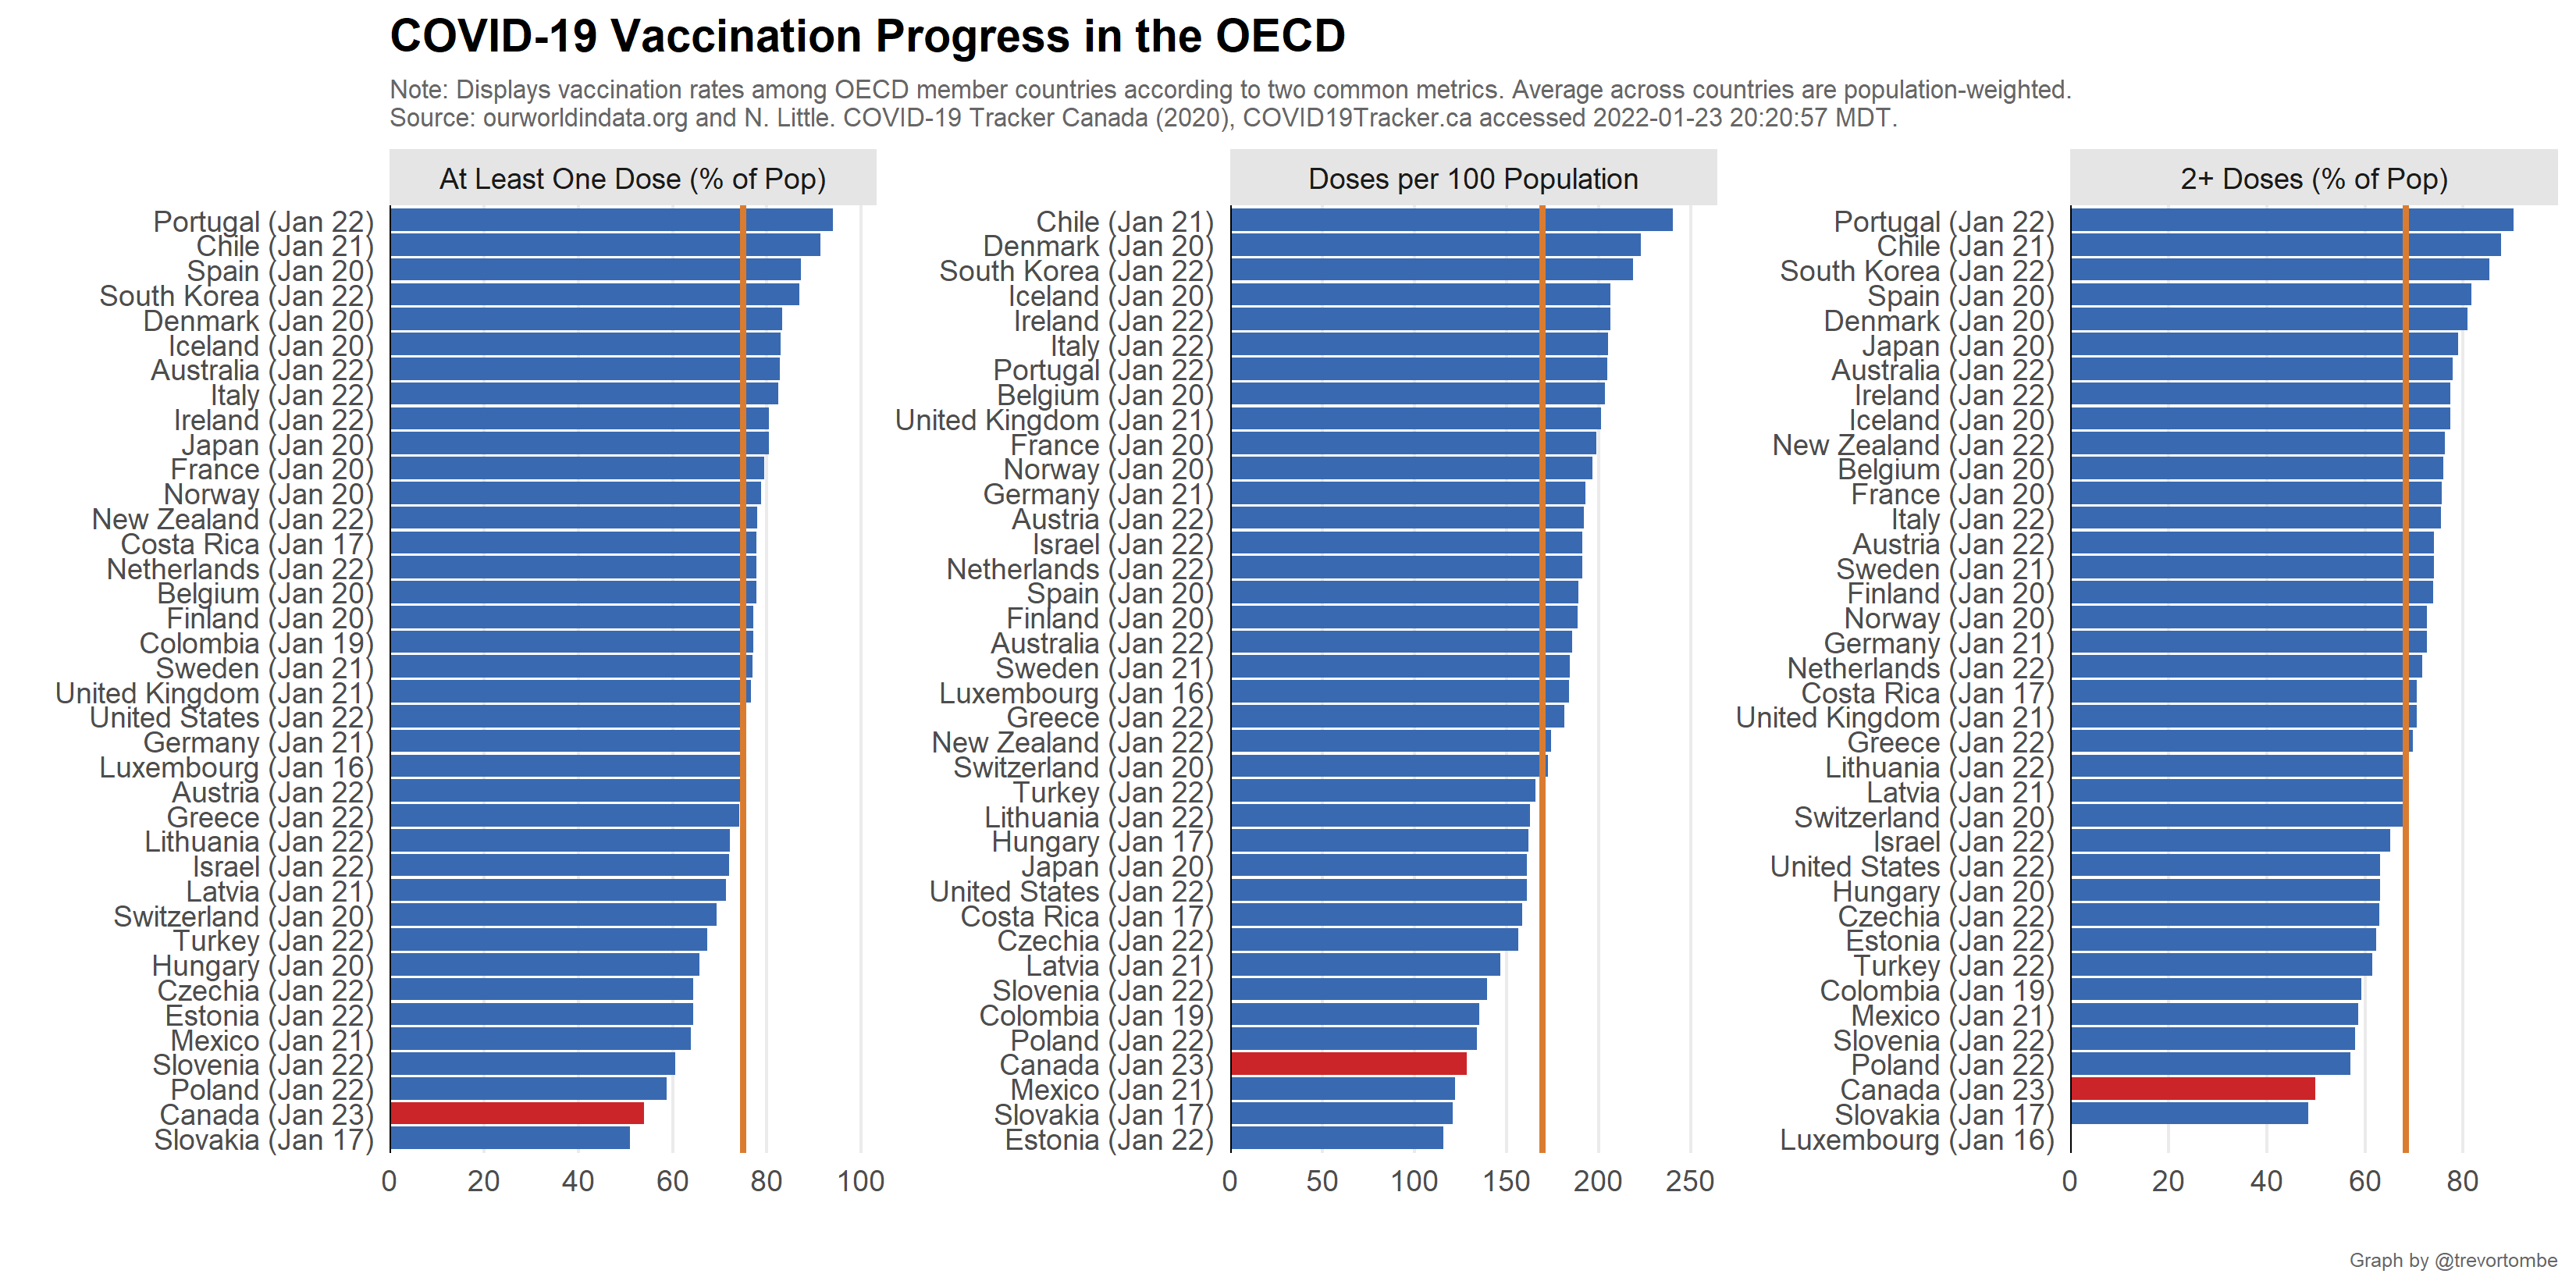 COVID-19 Vaccination Progress in the OECD
Note: Displays vaccination rates among OECD member countries according to two common metrics. Average across countries are population-weighted.
Source: ourworldindata.org and N. Little. COVID-19 Tracker Canada (2020), COVID19Tracker.ca accessed 2022-01-23 20:20:57 MDT.
At Least One Dose (% of Pop)
Portugal (Jan 22)
Chile (Jan 21)
Spain (Jan 20)
South Korea (Jan 22)
Denmark (Jan 20)
Iceland (Jan 20)
Australia (Jan 22)
Italy (Jan 22)
Ireland (Jan 22)
Japan (Jan 20)
France (Jan 20)
Norway (Jan 20)
New Zealand (Jan 22)
Costa Rica (Jan 17)
Netherlands (Jan 22)
Belgium (Jan 20)
Finland (Jan 20)
Colombia (Jan 19)
Sweden (Jan 21)
United Kingdom (Jan 21)
United States (Jan 22)
Germany (Jan 21)
Luxembourg (Jan 16)
Austria (Jan 22)
Greece (Jan 22)
Lithuania (Jan 22)
Israel (Jan 22)
Latvia (Jan 21)
Switzerland (Jan 20)
Turkey (Jan 22)
Hungary (Jan 20)
Czechia (Jan 22)
Estonia (Jan 22)
Mexico (Jan 21)
Slovenia (Jan 22)
Poland (Jan 22)
Canada (Jan 23)
Slovakia (Jan 17)
0 20 40 60 80 100
Doses per 100 Population
Chile (Jan 21)
Denmark (Jan 20)
South Korea (Jan 22)
Iceland (Jan 20)
Ireland (Jan 22)
Italy (Jan 22)
Portugal (Jan 22)
Belgium (Jan 20)
United Kingdom (Jan 21)
France (Jan 20)
Norway (Jan 20)
Germany (Jan 21)
Austria (Jan 22)
Israel (Jan 22)
Netherlands (Jan 22)
Spain (Jan 20)
Finland (Jan 20)
Australia (Jan 22)
Sweden (Jan 21)
Luxembourg (Jan 16)
Greece (Jan 22)
New Zealand (Jan 22)
Switzerland (Jan 20)
Turkey (Jan 22)
Lithuania (Jan 22)
Hungary (Jan 17)
Japan (Jan 20)
United States (Jan 22)
Costa Rica (Jan 17)
Czechia (Jan 22)
Latvia (Jan 21)
Slovenia (Jan 22)
Colombia (Jan 19)
Poland (Jan 22)
Canada (Jan 23)
Mexico (Jan 21)
Slovakia (Jan 17)
Estonia (Jan 22)
0 50 100 150 200 250
2+ Doses (% of Pop)
Portugal (Jan 22)
Chile (Jan 21)
South Korea (Jan 22)
Spain (Jan 20)
Denmark (Jan 20)
Japan (Jan 20)
Australia (Jan 22)
Ireland (Jan 22)
Iceland (Jan 20)
New Zealand (Jan 22)
Belgium (Jan 20)
France (Jan 20)
Italy (Jan 22)
Austria (Jan 22)
Sweden (Jan 21)
Finland (Jan 20)
Norway (Jan 20)
Germany (Jan 21)
Netherlands (Jan 22)
Costa Rica (Jan 17)
United Kingdom (Jan 21)
Greece (Jan 22)
Lithuania (Jan 22)
Latvia (Jan 21)
Switzerland (Jan 20)
Israel (Jan 22)
United States (Jan 22)
Hungary (Jan 20)
Czechia (Jan 22)
Estonia (Jan 22)
Turkey (Jan 22)
Colombia (Jan 19)
Mexico (Jan 21)
Slovenia (Jan 22)
Poland (Jan 22)
Canada (Jan 23)
Slovakia (Jan 17)
Luxembourg (Jan 16)
0 20 40 60 80
Graph by @trevortombe